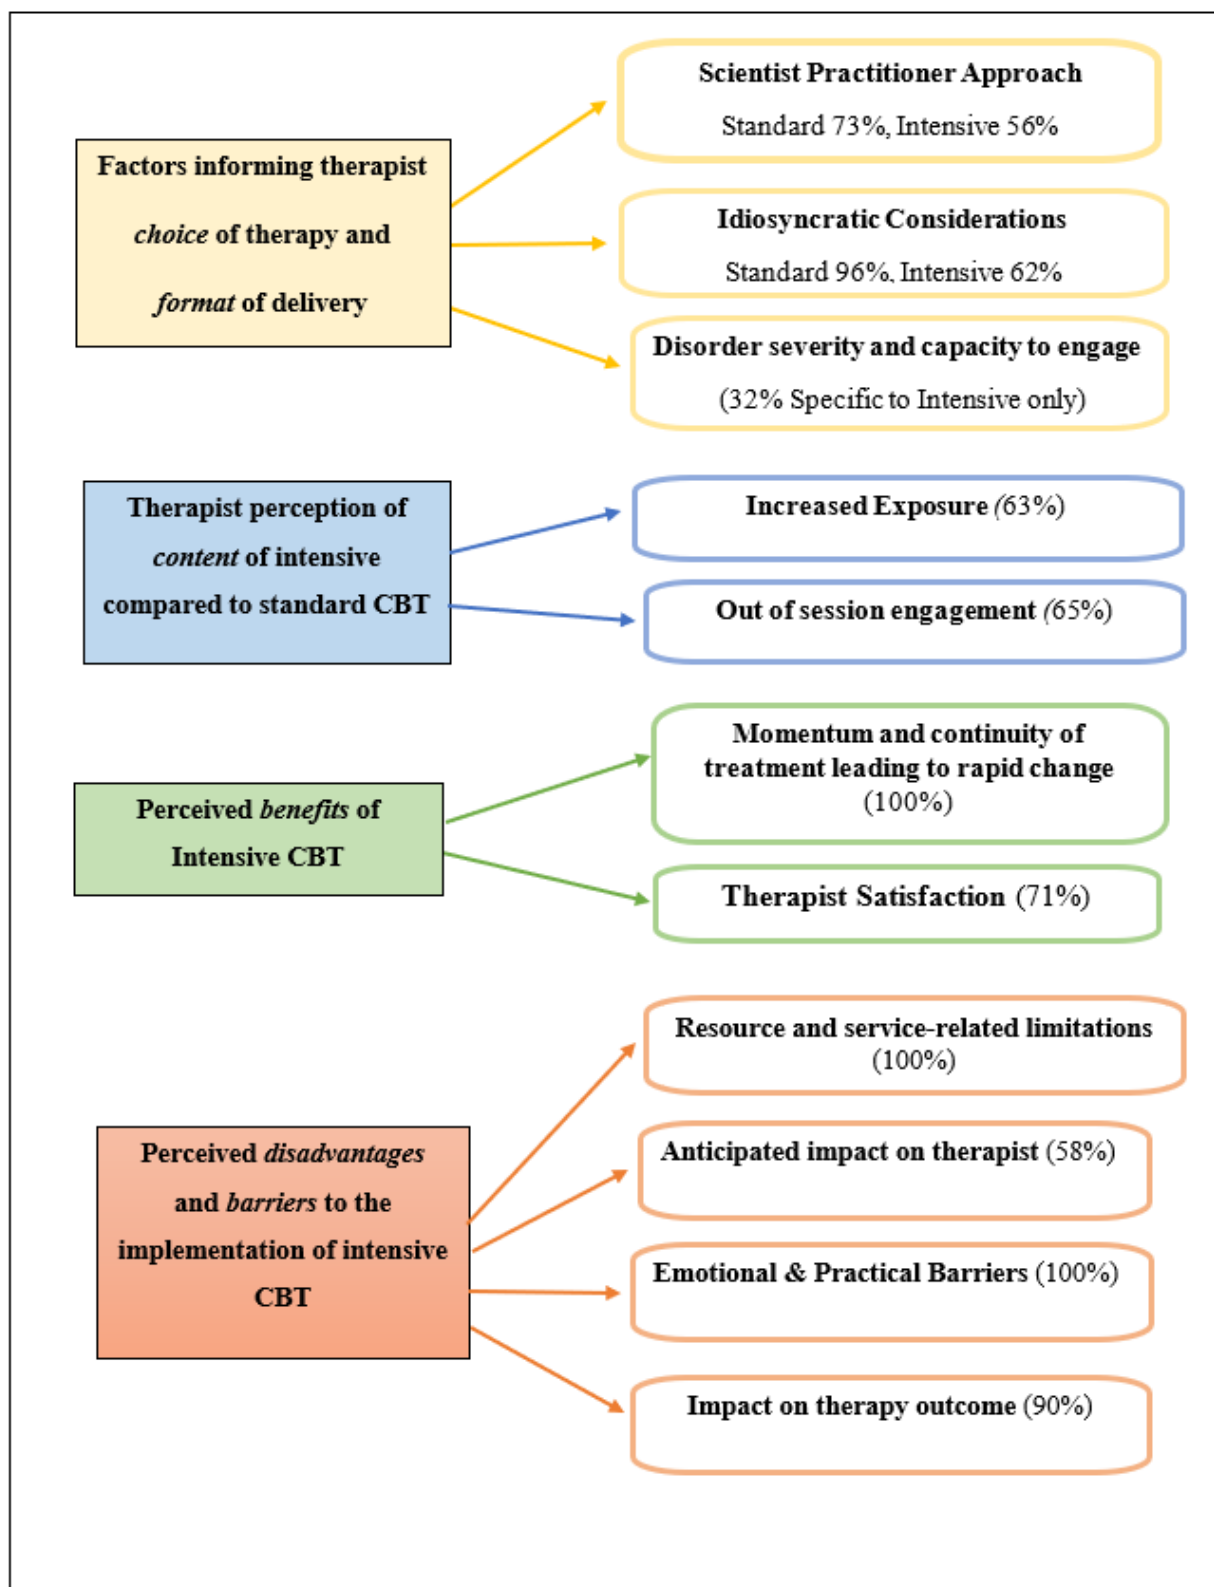 Factors informing therapist
choice of therapy and
format of delivery
Scientist Practitioner Approach
Standard 73%, Intensive 56%
Idiosyncratic Considerations
Standard 96%, Intensive 62%
Disorder severity and capacity to engage
(32% Specific to Intensive only)
Therapist perception of
content of intensive
compared to standard CBT
Increased Exposure (63%)
Out of session engagement (65%)
Perceived benefits of
Intensive CBT
Momentum and continuity of
treatment leading to rapid change
(100%)
Therapist Satisfaction (71%)
Perceived disadvantages
and barriers to the
implementation of intensive
CBT
Resource and service-related limitations
(100%)
Anticipated impact on therapist (58%)
Emotional & Practical Barriers (100%)
Impact on therapy outcome (90%)